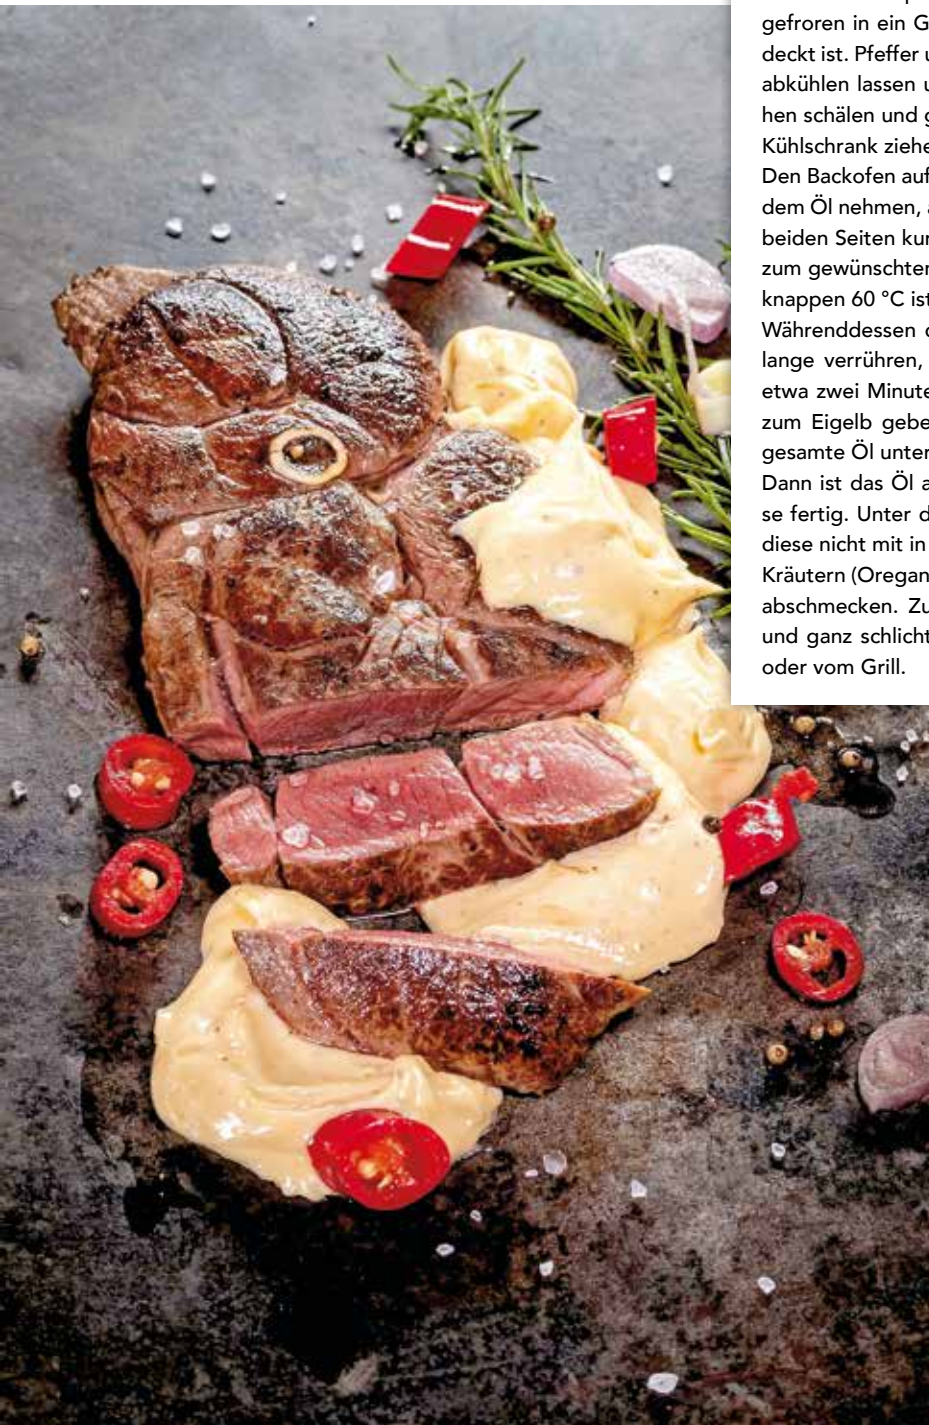 gefroren in ein G
deckt ist. Pfeffer u
abkühlen lassen u
hen schälen und g
Kühlschrank ziehe
Den Backofen auf
dem Öl nehmen, a
beiden Seiten kur
zum gewünschten
knappen 60 °C ist
Währenddessen d
lange verrühren,
etwa zwei Minute
zum Eigelb gebe
gesamte Öl unter
Dann ist das Öl a
se fertig. Unter d
diese nicht mit in
Kräutern (Oregan
abschmecken. Zu
und ganz schlicht
oder vom Grill.